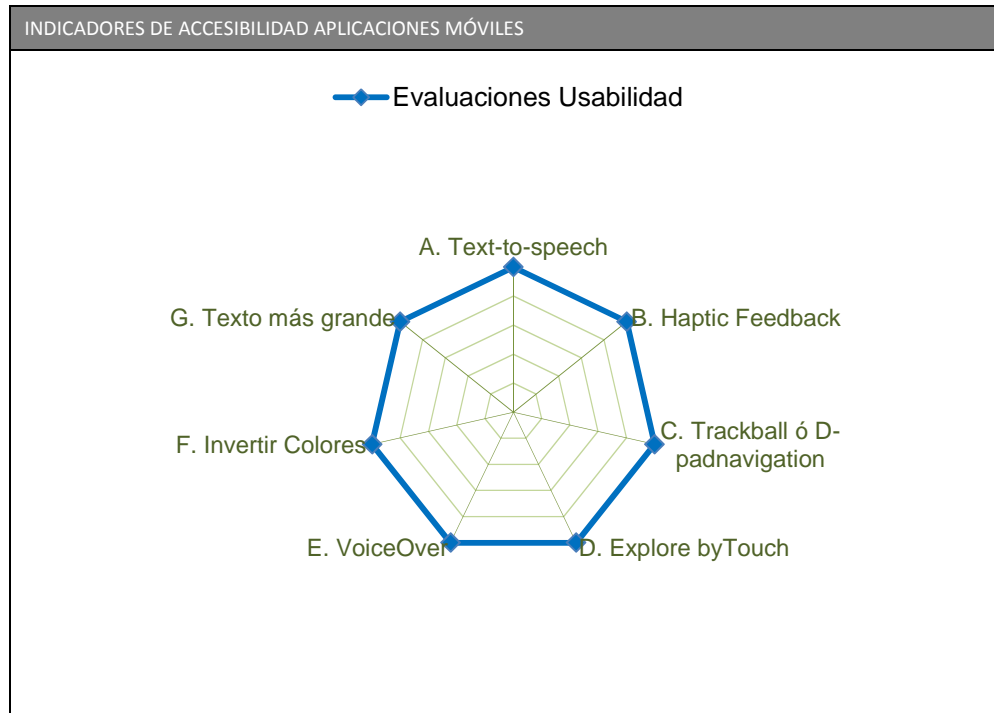 INDICADORES DE ACCESIBILIDAD APLICACIONES MÓVILES
Evaluaciones Usabilidad
A. Text-to-speech
B. Haptic Feedback
C. Trackball ó D-
padnavigation
D. Explore byTouch
E. VoiceOver
F. Invertir Colores
G. Texto más grande